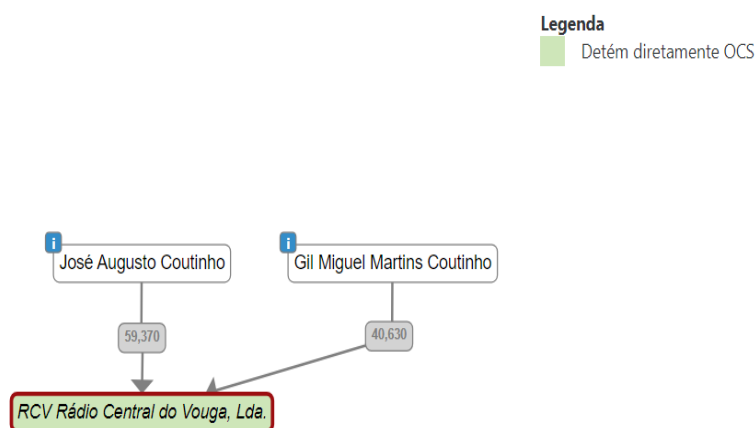 Legenda
Detém diretamente OCS
i
i
José Augusto Coutinho
Gil Miguel Martins Coutinho
59,370
40,630
RCV Rádio Central do Vouga, Lda.